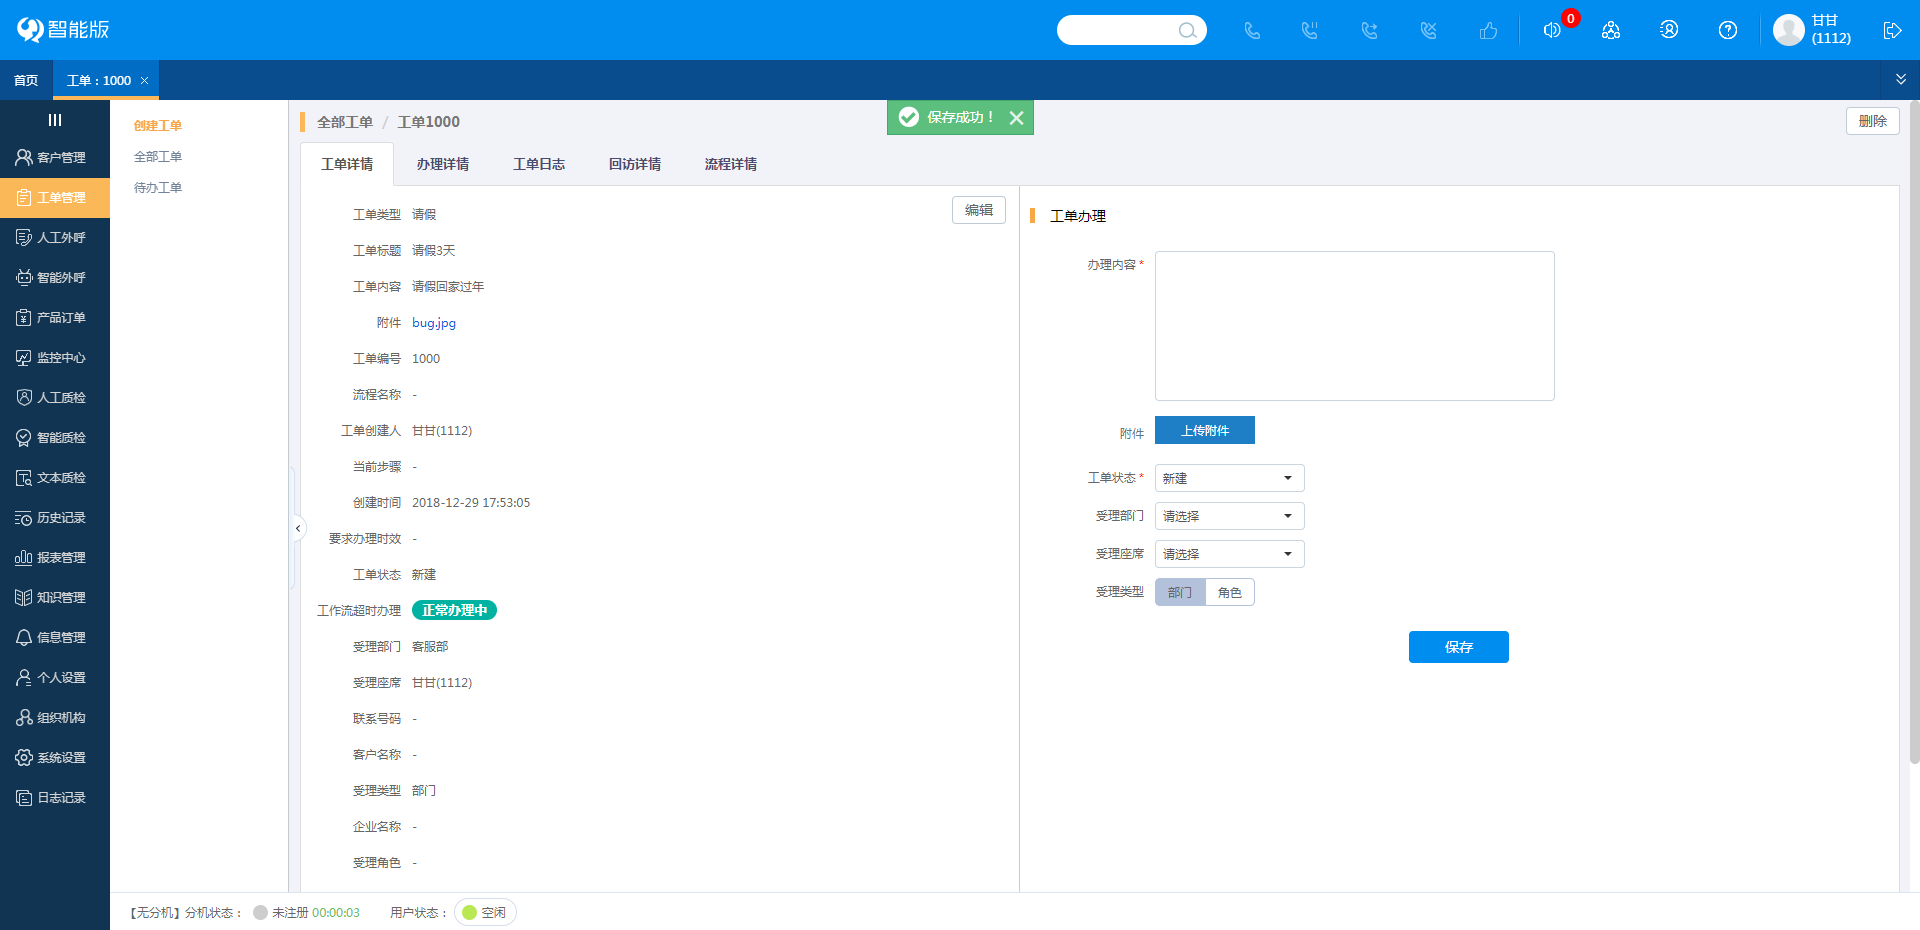 智能版
0
甘甘
(1112)
首页
工单：1000
客户管理
工单管理
人工外呼
智能外呼
产品订单
监控中心
人工质检
智能质检
文本质检
历史记录
报表管理
知识管理
信息管理
个人设置
组织机构
系统设置
日志记录
创建工单
全部工单
待办工单
全部工单 / 工单1000
保存成功！
删除
工单详情 办理详情 工单日志 回访详情 流程详情
编辑
工单类型 请假
工单标题 请假3天
工单内容 请假回家过年
附件 bug.jpg
工单编号 1000
流程名称 -
工单创建人 甘甘(1112)
当前步骤 -
创建时间 2018-12-29 17:53:05
要求办理时效 -
工单状态 新建
工作流超时办理 正常办理中
受理部门 客服部
受理座席 甘甘(1112)
联系号码 -
客户名称 -
受理类型 部门
企业名称 -
受理角色 -
工单办理
办理内容 *
附件 上传附件
工单状态 * 新建
受理部门 请选择
受理座席 请选择
受理类型 部门 角色
保存
【无分机】分机状态： 未注册 00:00:03 用户状态： 空闲